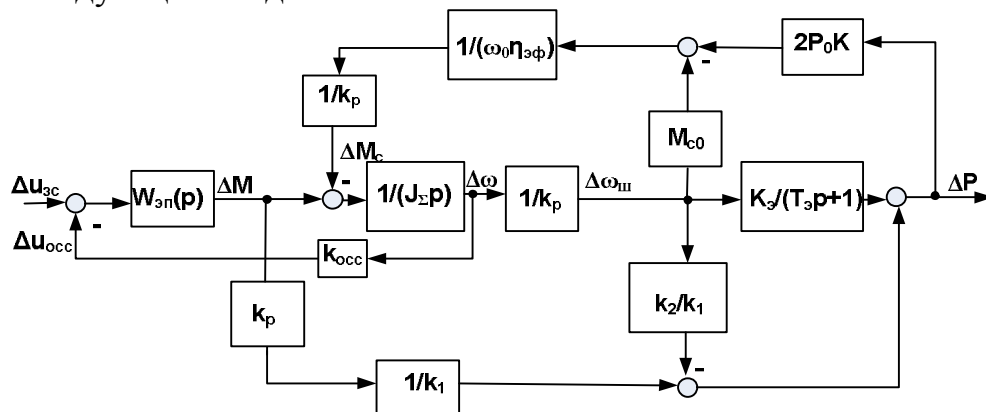 1/(ω₀ηэф)
2P₀K
1/kр
Mс0
ΔMс
Δuзс
Wэп(p)
ΔM
1/(JΣp)
Δω
1/kр
Δωш
Kэ/(Tэp+1)
ΔP
Δuосс
kосс
kр
k₂/k₁
1/k₁